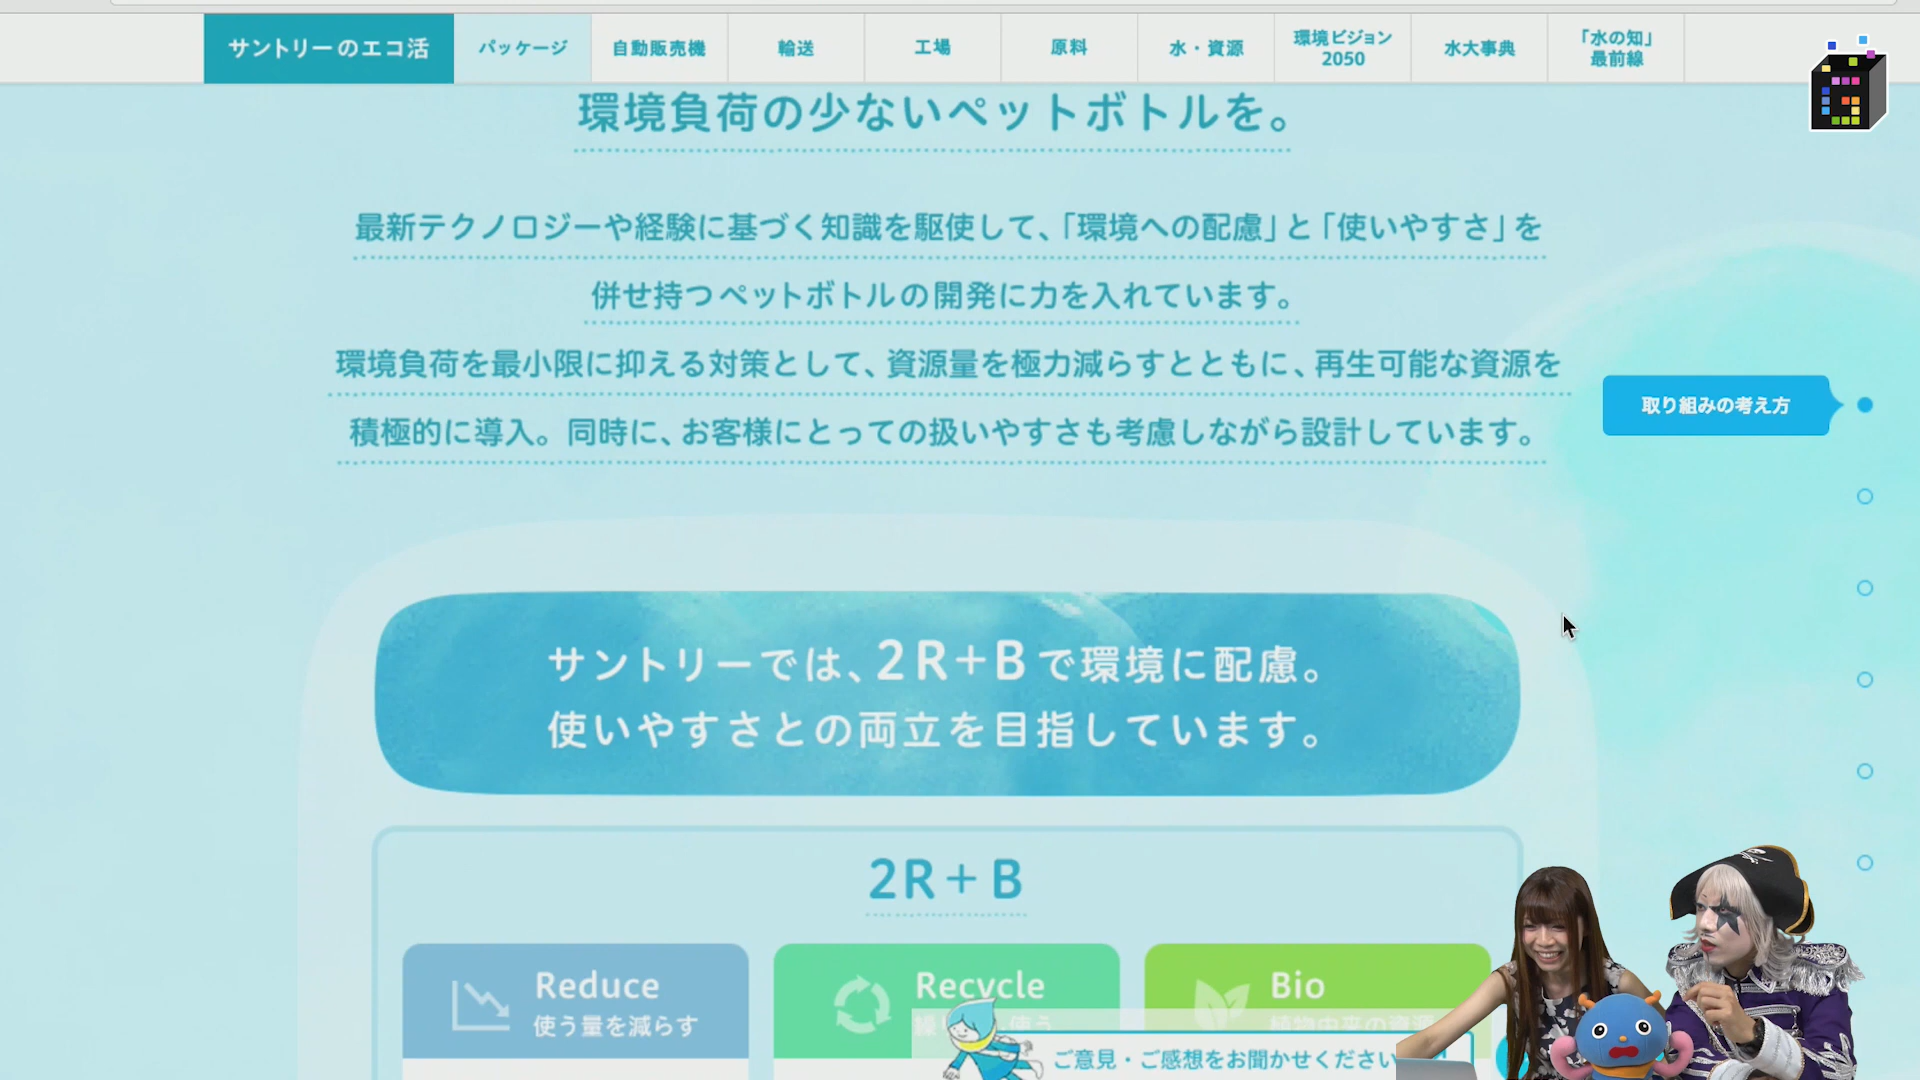 サントリーのエコ活
パッケージ
自動販売機
輸送
工場
原料
水・資源
環境ビジョン
2050
水大事典
「水の知」
最前線
環境負荷の少ないペットボトルを。
最新テクノロジーや経験に基づく知識を駆使して、「環境への配慮」と「使いやすさ」を
併せ持つペットボトルの開発に力を入れています。
環境負荷を最小限に抑える対策として、資源量を極力減らすとともに、再生可能な資源を
積極的に導入。同時に、お客様にとっての扱いやすさも考慮しながら設計しています。
取り組みの考え方
サントリーでは、2R+Bで環境に配慮。
使いやすさとの両立を目指しています。
2R+B
Reduce
使う量を減らす
Recycle
使う
Bio
植物由来の資源
ご意見・ご感想をお聞かせください